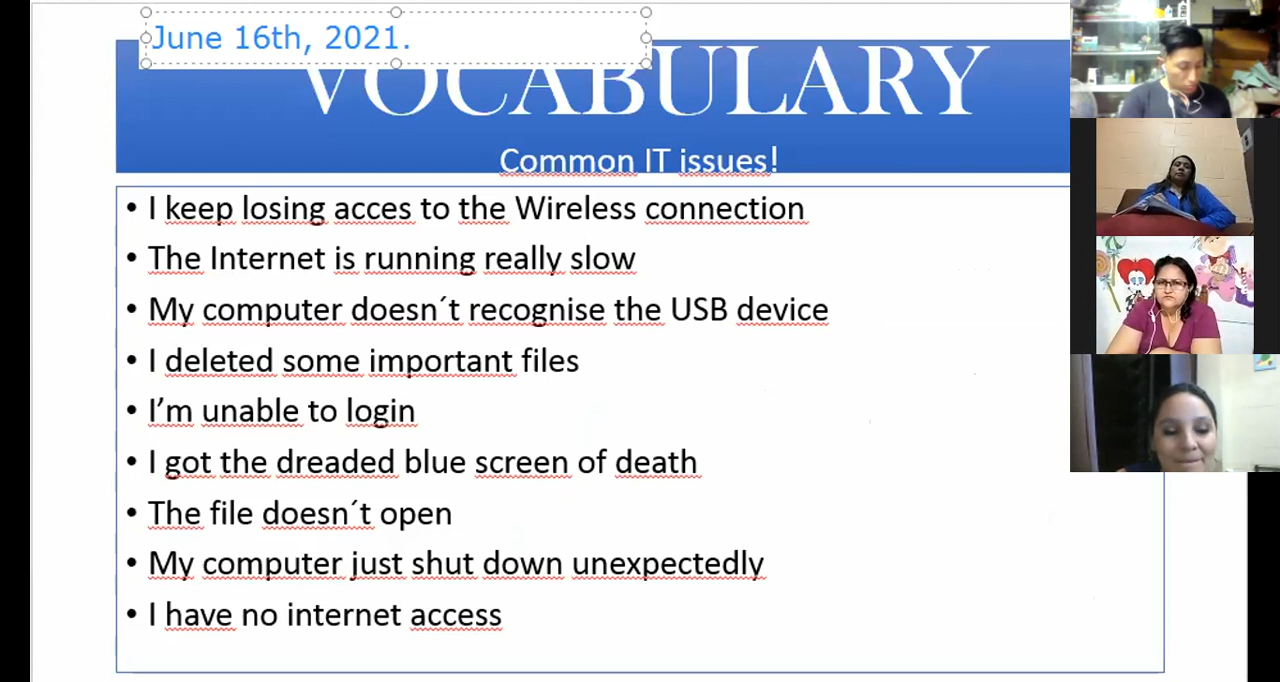 June 16th, 2021.
VOCABULARY
Common IT issues!
• I keep losing acces to the Wireless connection
• The Internet is running really slow
• My computer doesn´t recognise the USB device
• I deleted some important files
• I’m unable to login
• I got the dreaded blue screen of death
• The file doesn´t open
• My computer just shut down unexpectedly
• I have no internet access